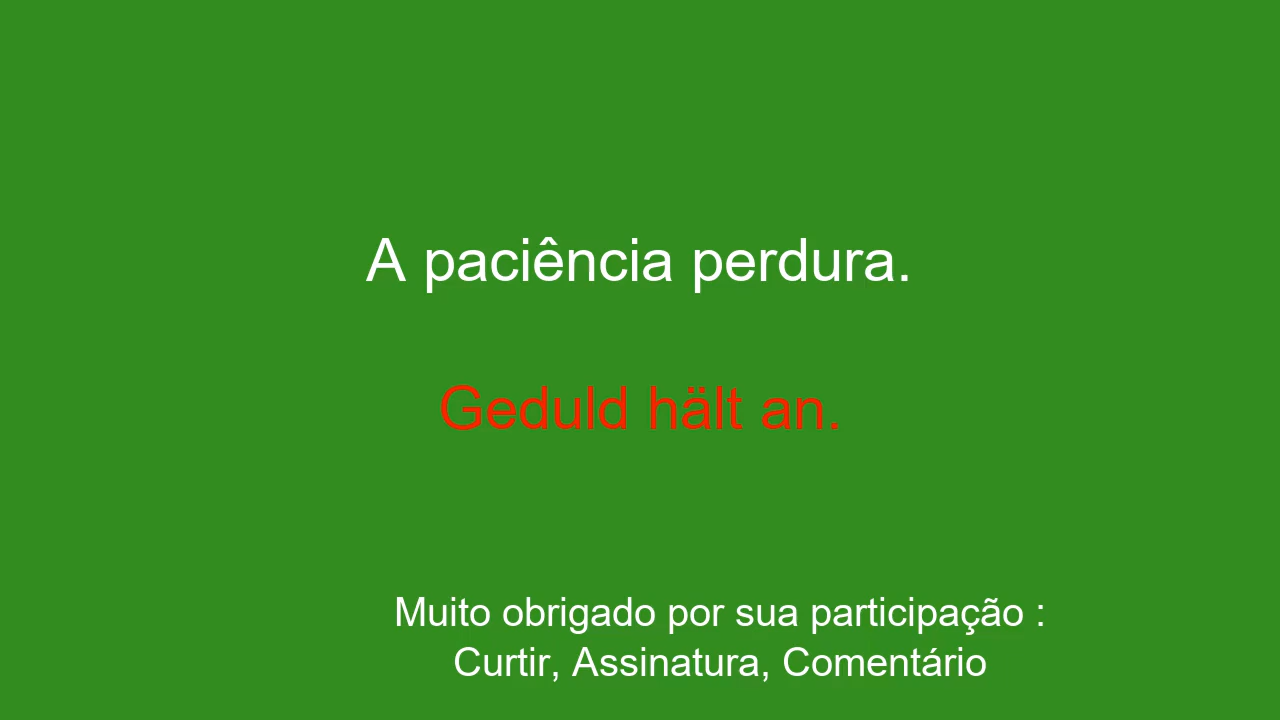 A paciência perdura.
Geduld hält an.
Muito obrigado por sua participação :
Curtir, Assinatura, Comentário